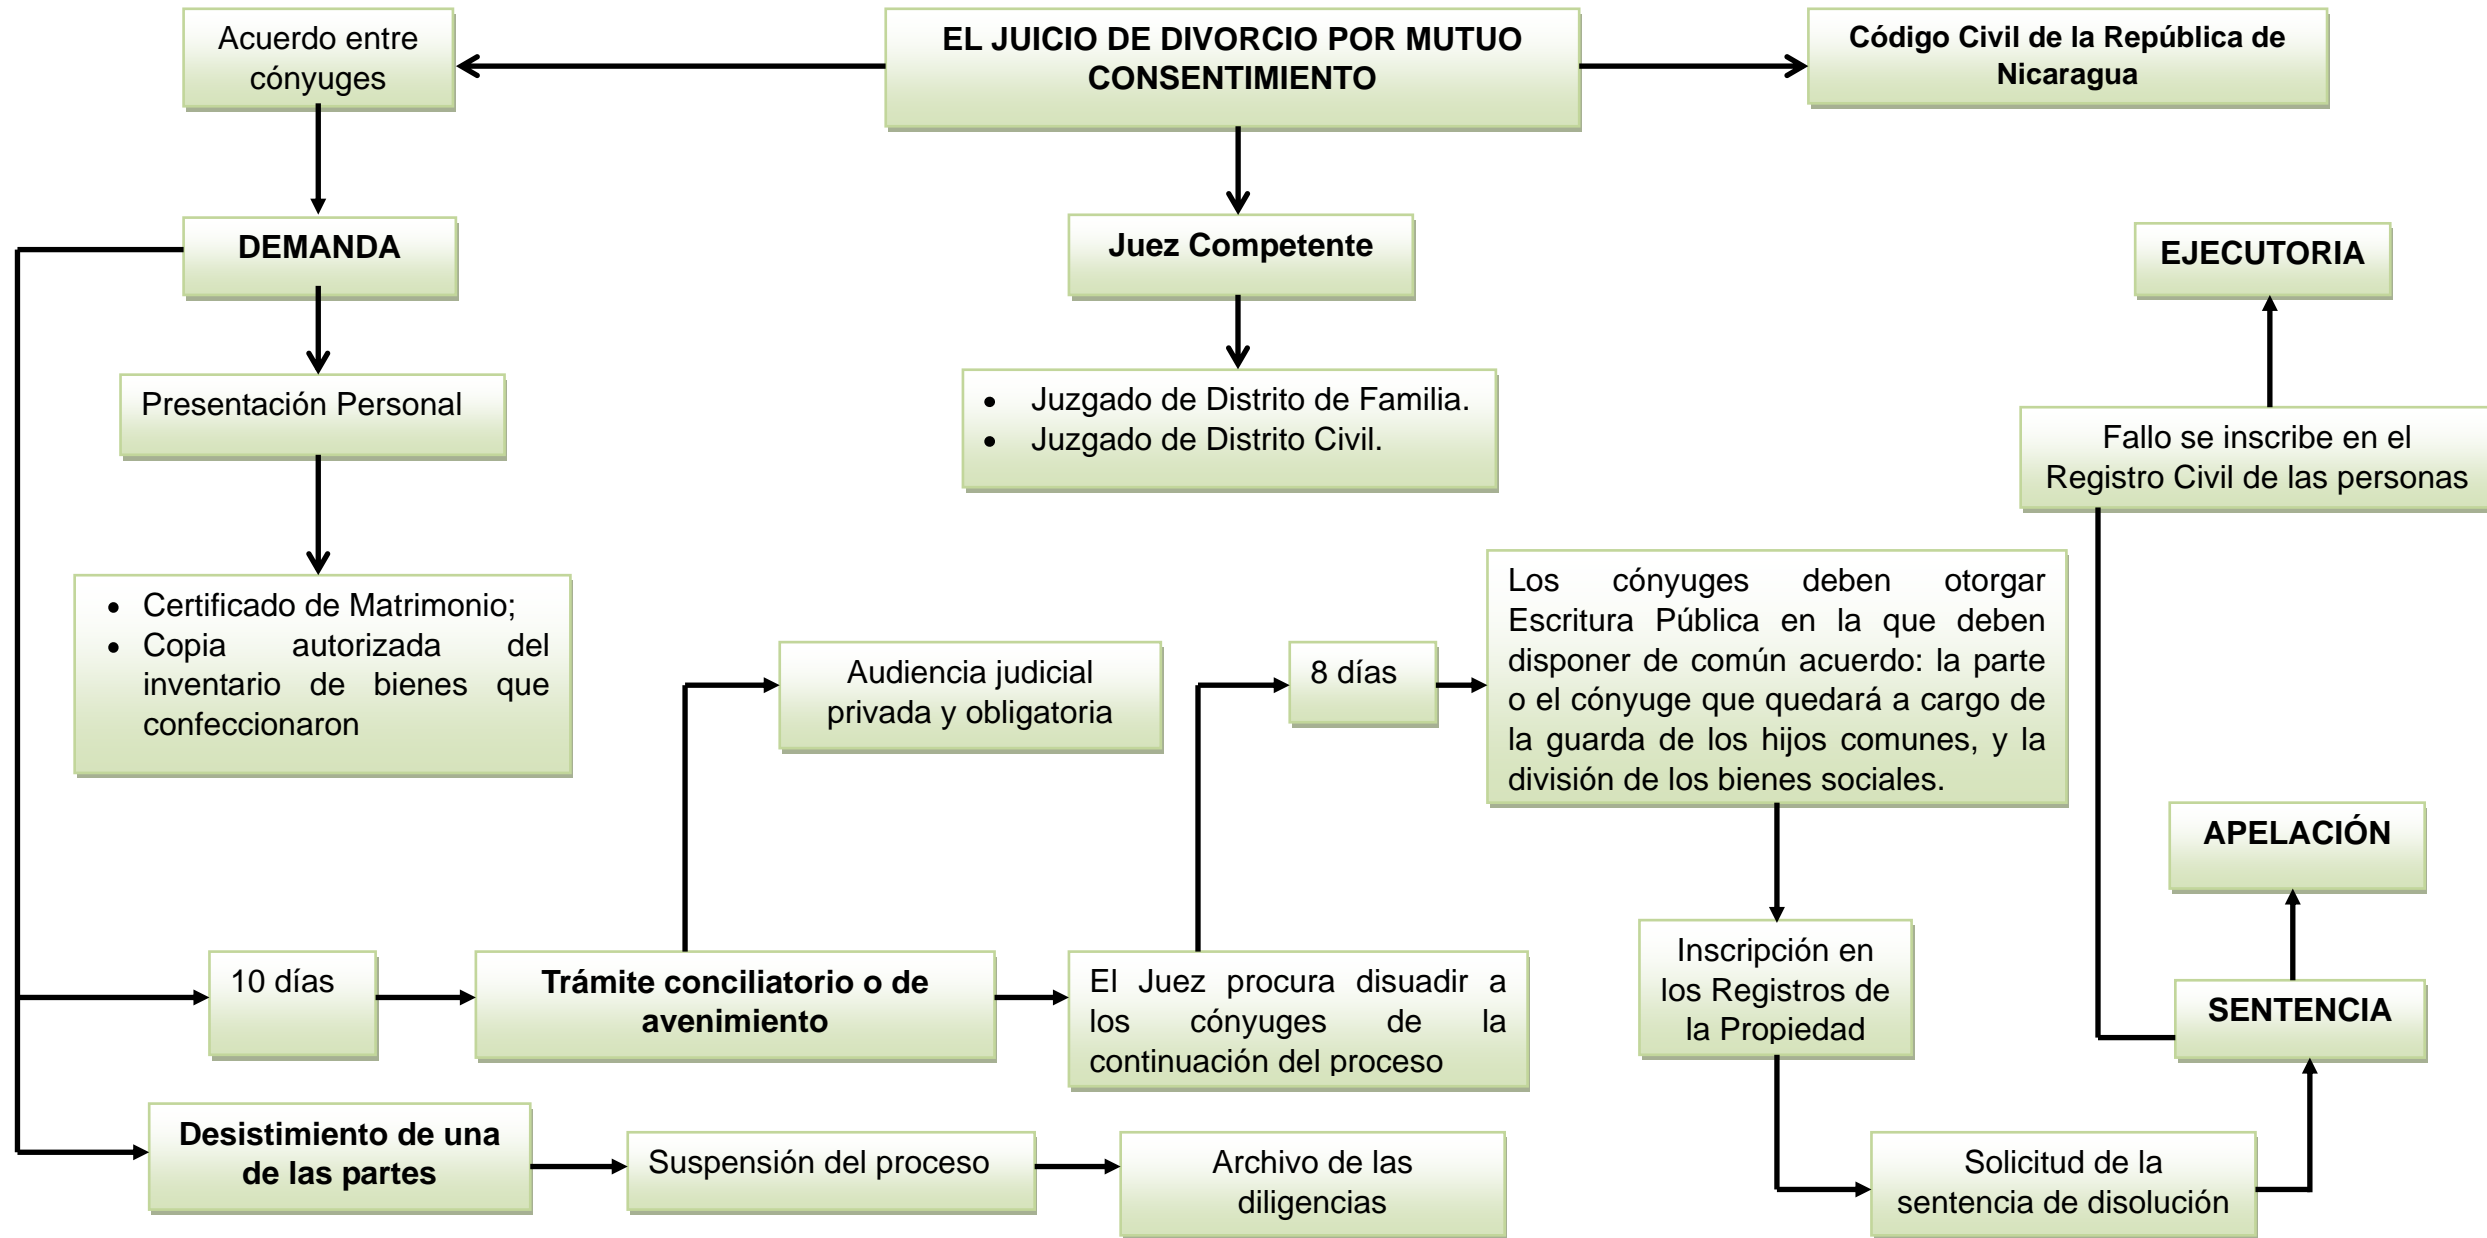 Acuerdo entre
cónyuges
EL JUICIO DE DIVORCIO POR MUTUO
CONSENTIMIENTO
Código Civil de la República de
Nicaragua
DEMANDA
Juez Competente
EJECUTORIA
Presentación Personal
• Juzgado de Distrito de Familia.
• Juzgado de Distrito Civil.
Fallo se inscribe en el
Registro Civil de las personas
• Certificado de Matrimonio;
• Copia autorizada del
inventario de bienes que
confeccionaron
Audiencia judicial
privada y obligatoria
8 días
Los cónyuges deben otorgar
Escritura Pública en la que deben
disponer de común acuerdo: la parte
o el cónyuge que quedará a cargo de
la guarda de los hijos comunes, y la
división de los bienes sociales.
APELACIÓN
10 días
Trámite conciliatorio o de
avenimiento
El Juez procura disuadir a
los cónyuges de la
continuación del proceso
Inscripción en
los Registros de
la Propiedad
SENTENCIA
Desistimiento de una
de las partes
Suspensión del proceso
Archivo de las
diligencias
Solicitud de la
sentencia de disolución